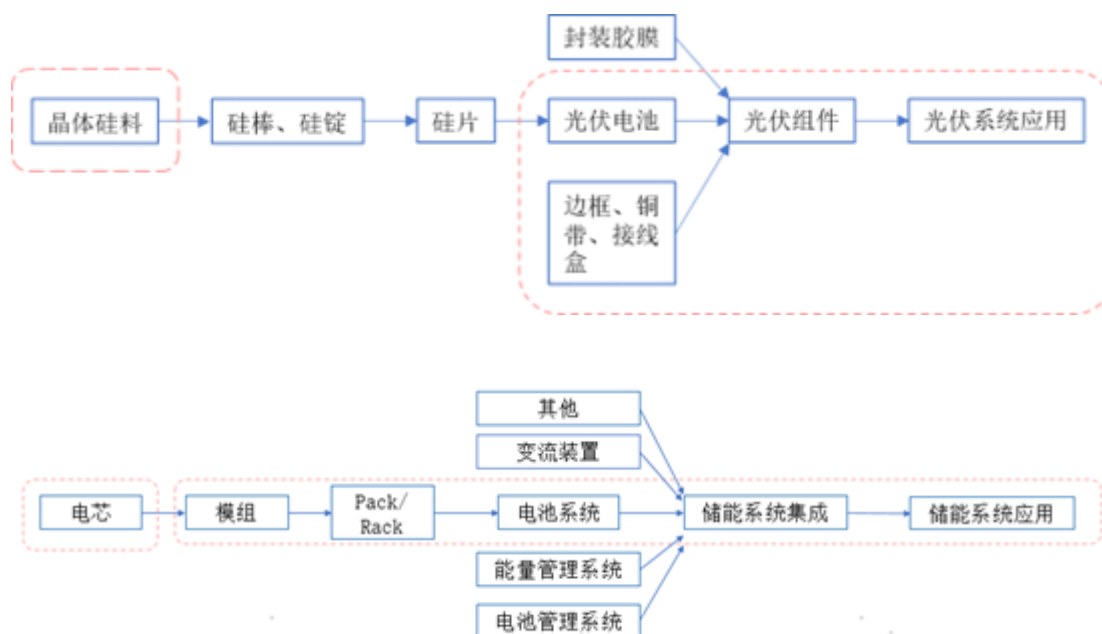 封装胶膜
晶体硅料
硅棒、硅锭
硅片
光伏电池
光伏组件
光伏系统应用
边框、铜
带、接线
盒
其他
变流装置
电芯
模组
Pack/
Rack
电池系统
储能系统集成
储能系统应用
能量管理系统
电池管理系统